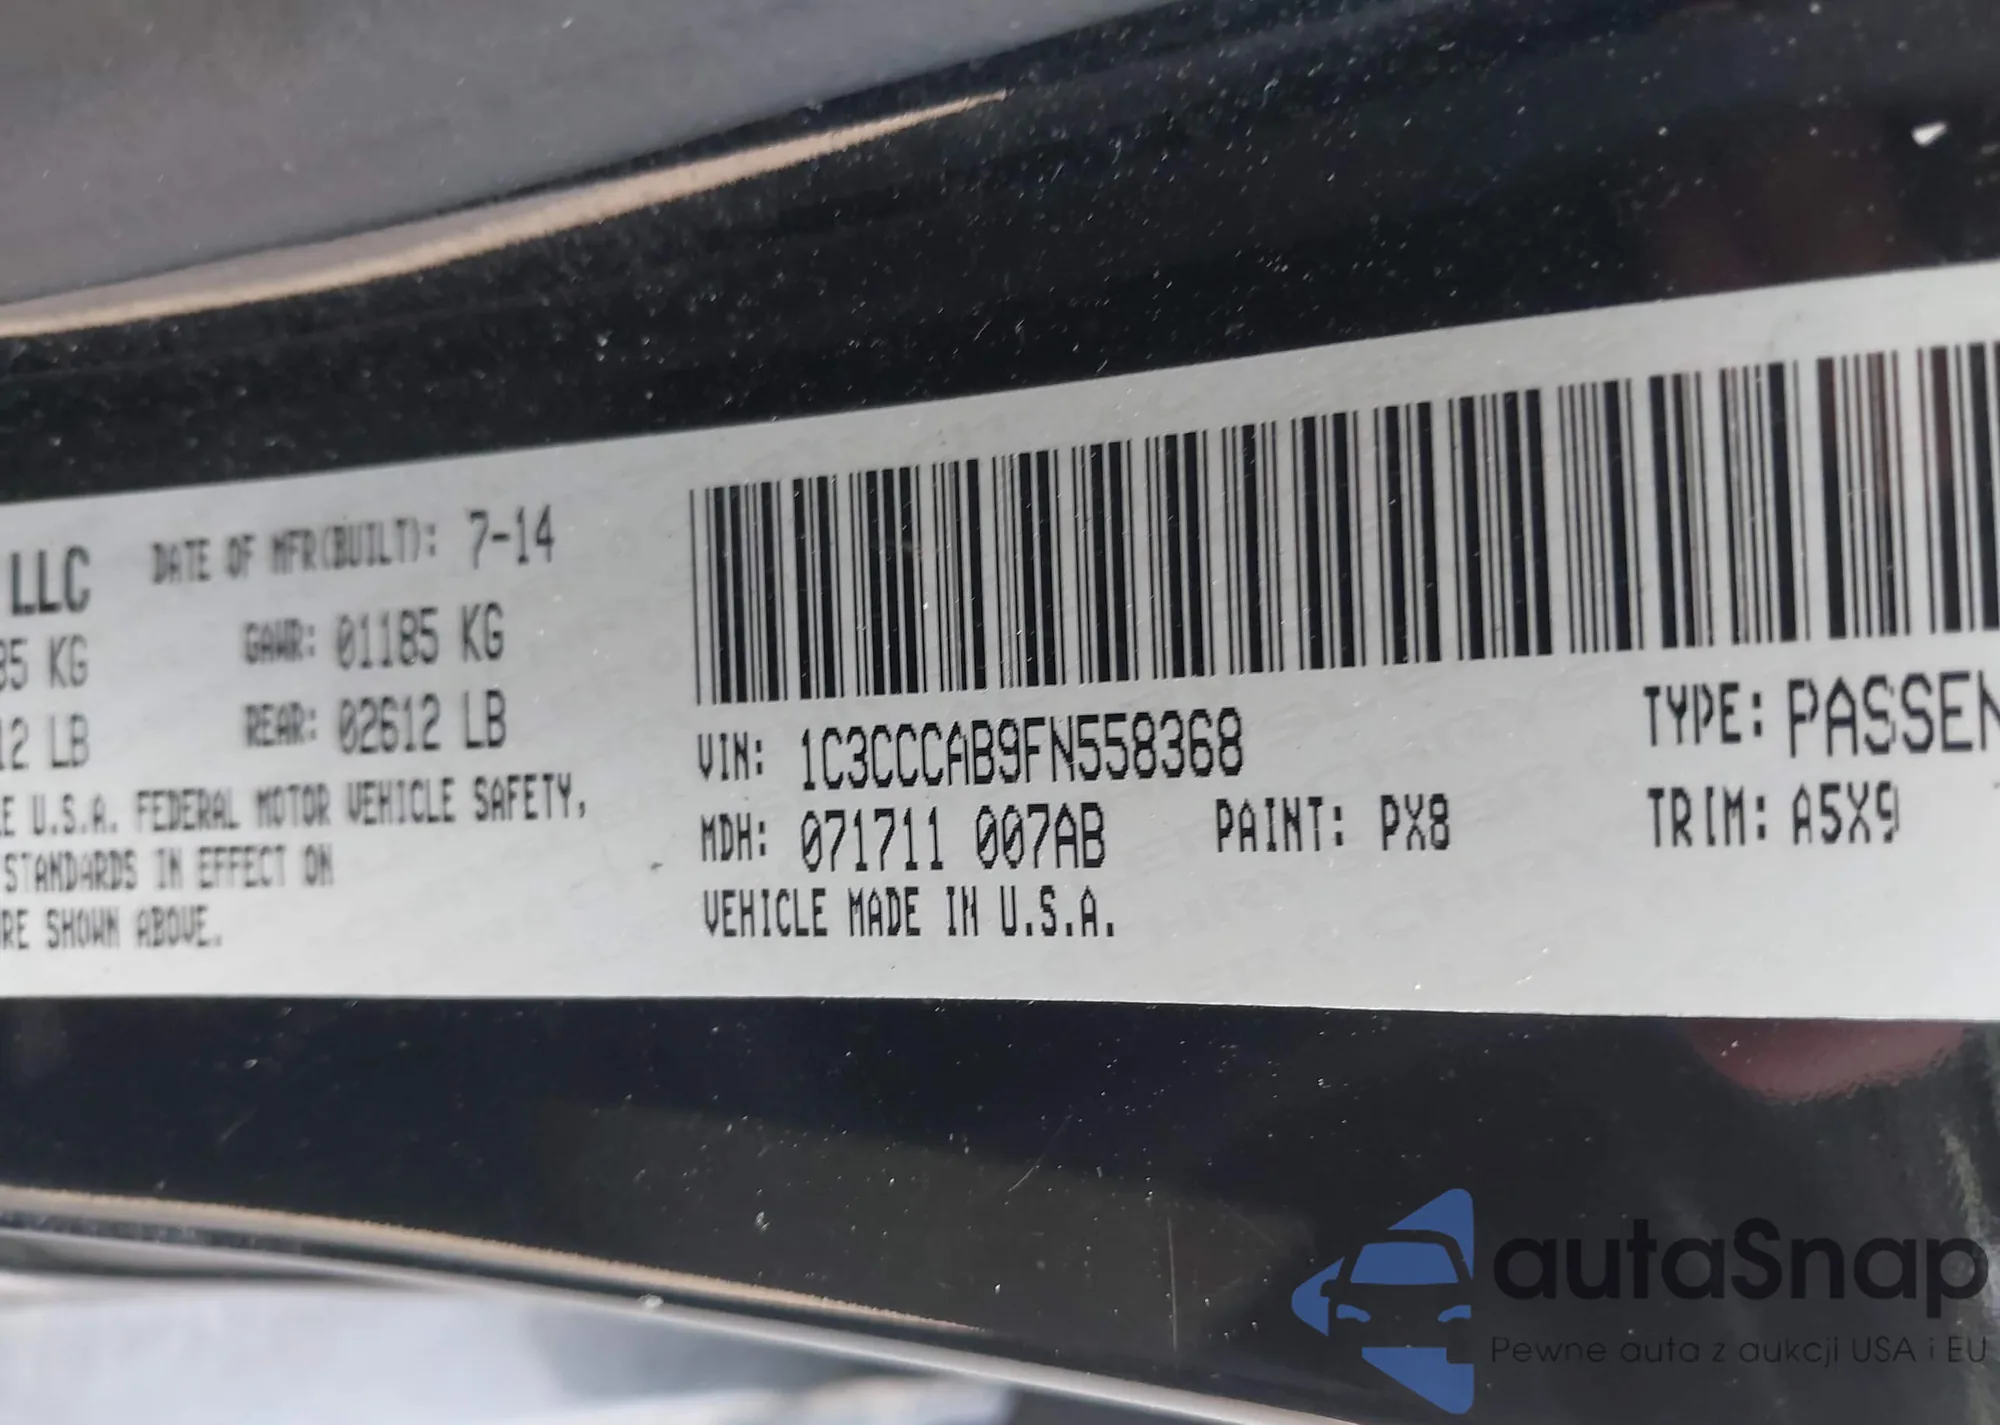 LLC DATE OF MFR(BUILT): 7-14
85 KG GAWR: 01185 KG
12 LB REAR: 02612 LB
E U.S.A. FEDERAL MOTOR VEHICLE SAFETY,
STANDARDS IN EFFECT ON
RE SHOWN ABOVE.
VIN: 1C3CCCAB9FN558368
TYPE: PASSEN
MDH: 071711 007AB PAINT: PX8 TRIM: A5X9
VEHICLE MADE IN U.S.A.
autaSnap
Pewne auta z aukcji USA i EU